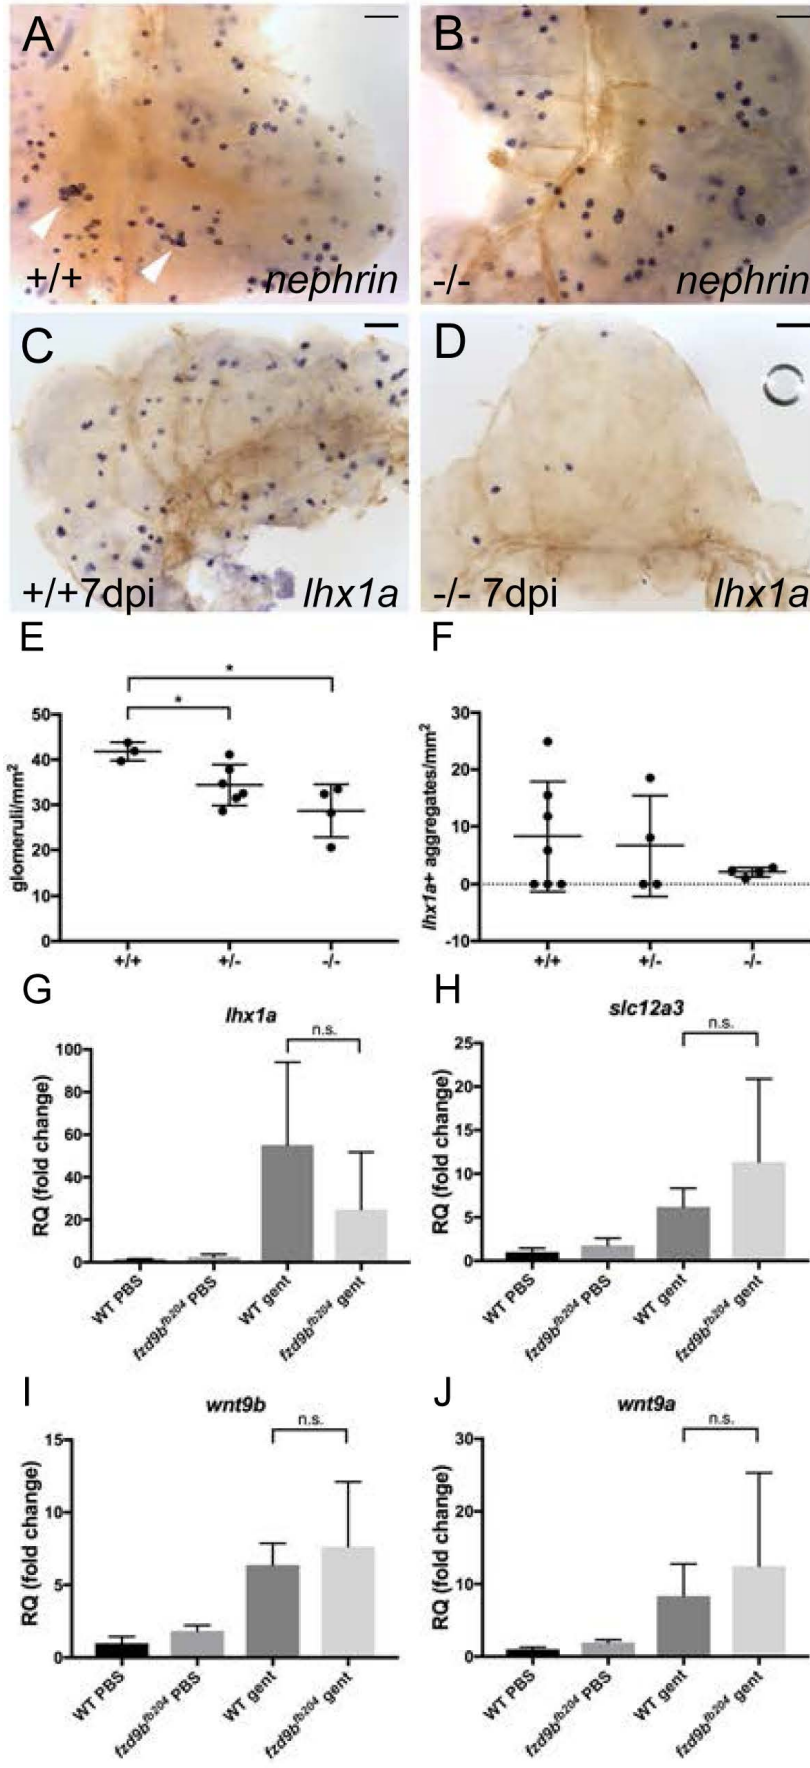 A
+/+
nephrin
B
-/-
nephrin
C
+/+7dpi
lhx1a
D
-/- 7dpi
lhx1a
E
*
*
glomeruli/mm²
50
40
30
20
10
0
+/+
+/-
-/-
F
lhx1a+ aggregates/mm²
30
20
10
0
-10
+/+
+/-
-/-
G
lhx1a
n.s.
RQ (fold change)
100
80
60
40
20
0
WT PBS
fzd9b^fb204 PBS
WT gent
fzd9b^fb204 gent
H
slc12a3
n.s.
RQ (fold change)
25
20
15
10
5
0
WT PBS
fzd9b^fb204 PBS
WT gent
fzd9b^fb204 gent
I
wnt9b
n.s.
RQ (fold change)
15
10
5
0
WT PBS
fzd9b^fb204 PBS
WT gent
fzd9b^fb204 gent
J
wnt9a
n.s.
RQ (fold change)
30
20
10
0
WT PBS
fzd9b^fb204 PBS
WT gent
fzd9b^fb204 gent